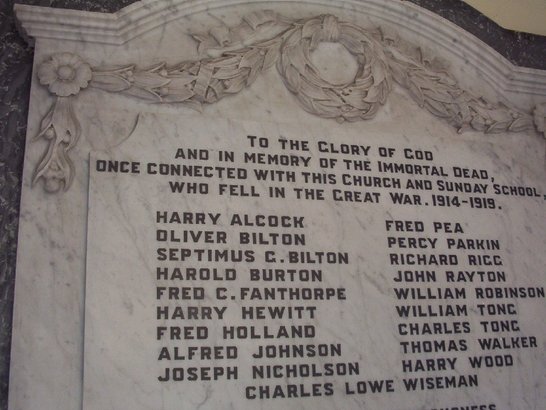 TO THE GLORY OF GOD
AND IN MEMORY OF THE IMMORTAL DEAD,
ONCE CONNECTED WITH THIS CHURCH AND SUNDAY SCHOOL,
WHO FELL IN THE GREAT WAR. 1914-1919.
HARRY ALCOCK FRED PEA
OLIVER BILTON PERCY PARKIN
SEPTIMUS G. BILTON RICHARD RIGG
HAROLD BURTON JOHN RAYTON
FRED C. FANTHORPE WILLIAM ROBINSON
HARRY HEWITT WILLIAM TONG
FRED HOLLAND CHARLES TONG
ALFRED JOHNSON THOMAS WALKER
JOSEPH NICHOLSON HARRY WOOD
CHARLES LOWE WISEMAN